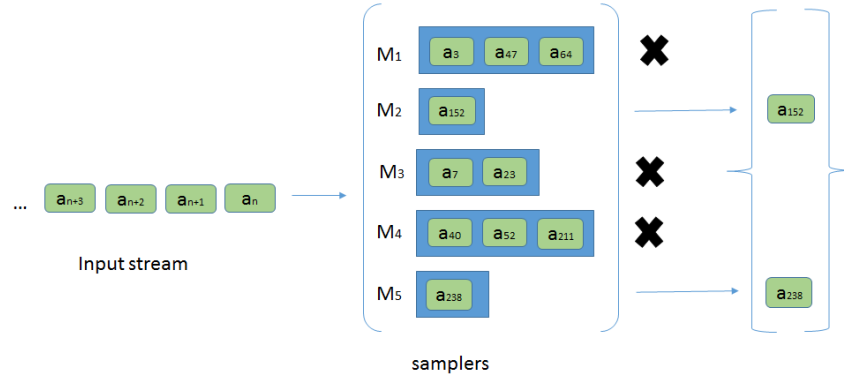 M1 a3 a47 a64
M2 a152 a152
M3 a7 a23
... an+3 an+2 an+1 an
M4 a40 a52 a211
Input stream
M5 a238 a238
samplers